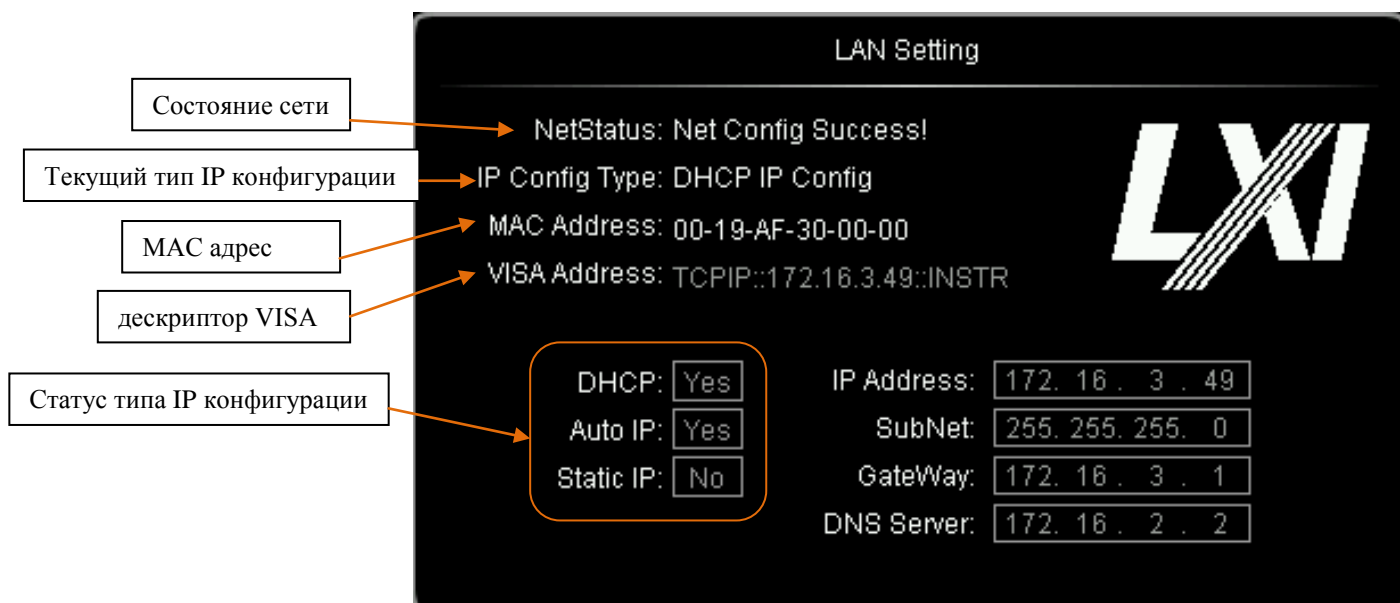 LAN Setting
Состояние сети
NetStatus: Net Config Success!
Текущий тип IP конфигурации
IP Config Type: DHCP IP Config
MAC адрес
MAC Address: 00-19-AF-30-00-00
дескриптор VISA
VISA Address: TCPIP::172.16.3.49::INSTR
LXI
Статус типа IP конфигурации
DHCP: Yes
Auto IP: Yes
Static IP: No
IP Address: 172. 16 . 3 . 49
SubNet: 255. 255. 255. 0
GateWay: 172. 16 . 3 . 1
DNS Server: 172. 16 . 2 . 2